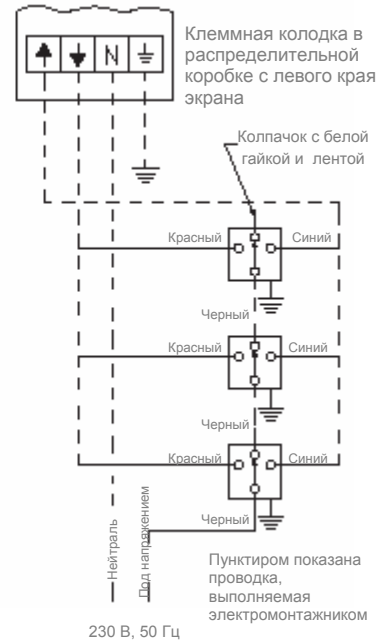 Клеммная колодка в
распределительной
коробке с левого края
экрана
N
Колпачок с белой
гайкой и лентой
Красный
Синий
Черный
Красный
Синий
Черный
Красный
Синий
Черный
Нейтраль
Под напряжением
Пунктиром показана
проводка,
выполняемая
электромонтажником
230 В, 50 Гц